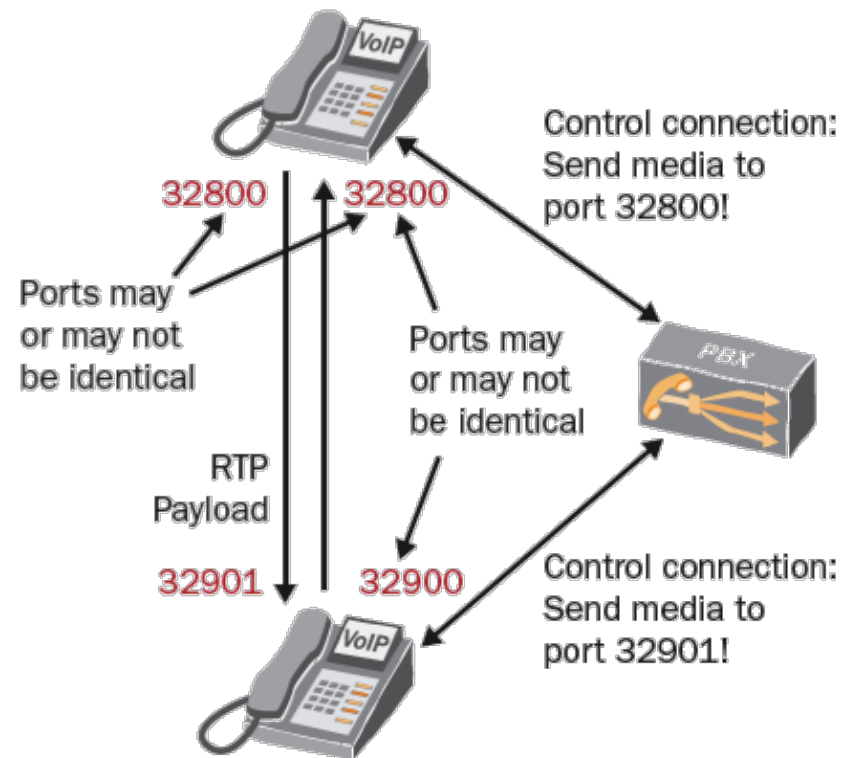 VoIP
Control connection:
Send media to
port 32800!
32800
32800
Ports may
or may not
be identical
Ports may
or may not
be identical
PBX
RTP
Payload
32901
32900
Control connection:
Send media to
port 32901!
VoIP